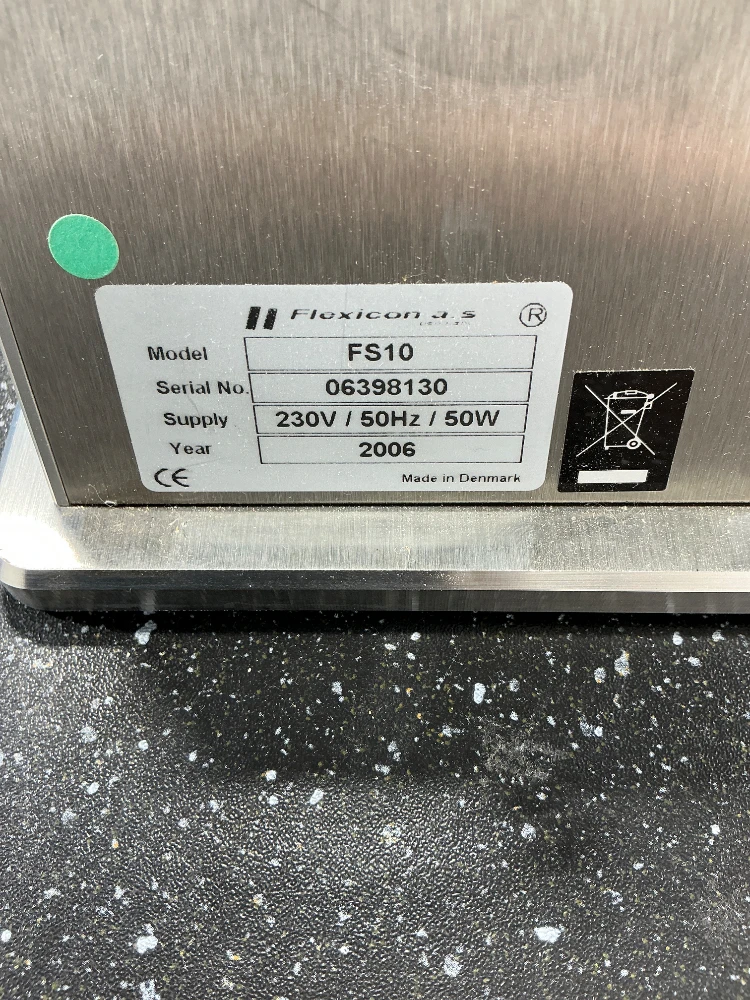 Flexicon a.s
®
Model FS10
Serial No. 06398130
Supply 230V / 50Hz / 50W
Year 2006
CE Made in Denmark